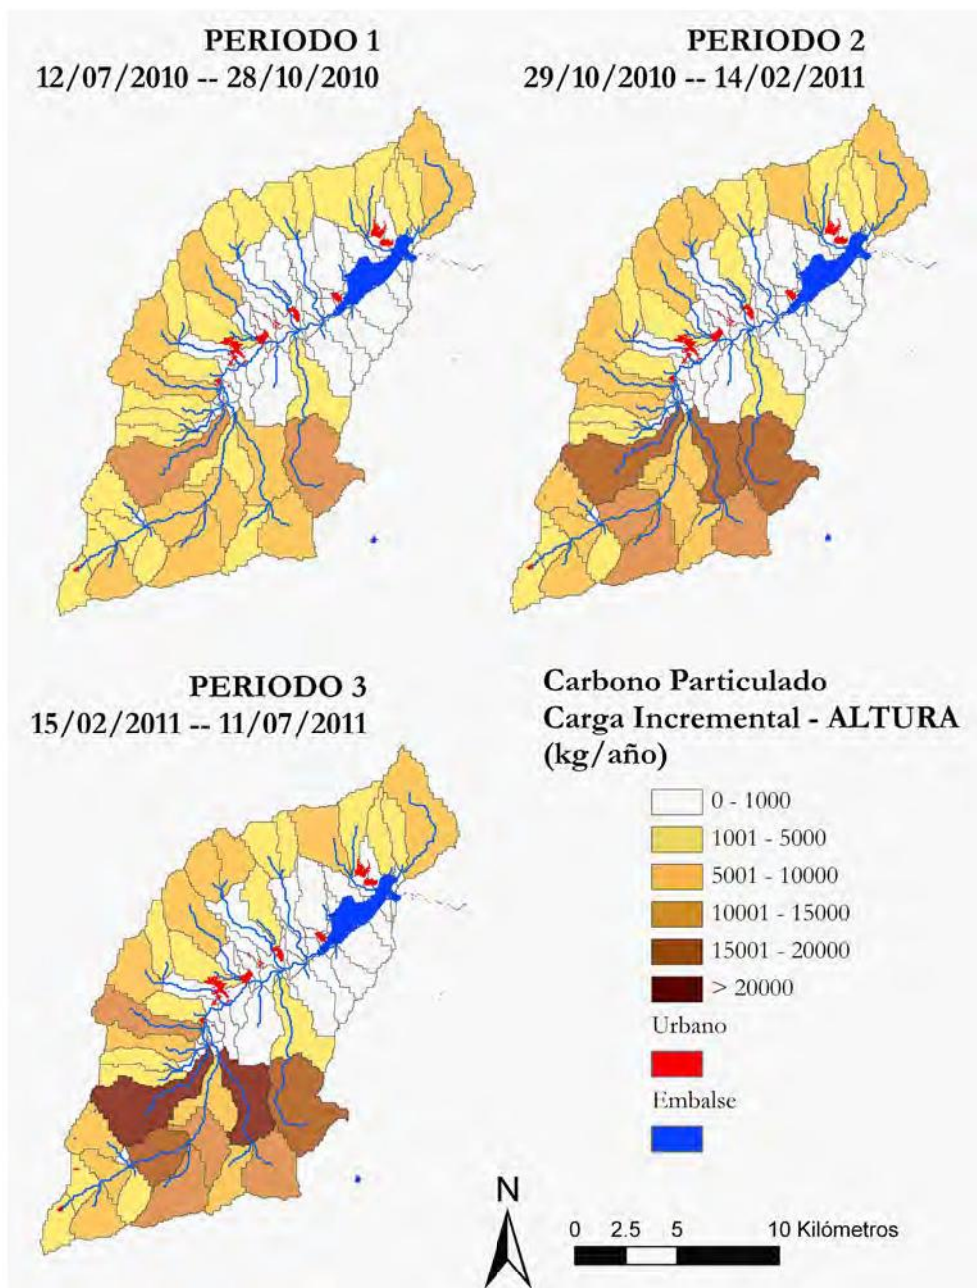 PERIODO 1
12/07/2010 -- 28/10/2010
PERIODO 2
29/10/2010 -- 14/02/2011
PERIODO 3
15/02/2011 -- 11/07/2011
Carbono Particulado
Carga Incremental - ALTURA
(kg/año)
0 - 1000
1001 - 5000
5001 - 10000
10001 - 15000
15001 - 20000
> 20000
Urbano
Embalse
N
0 2.5 5 10 Kilómetros